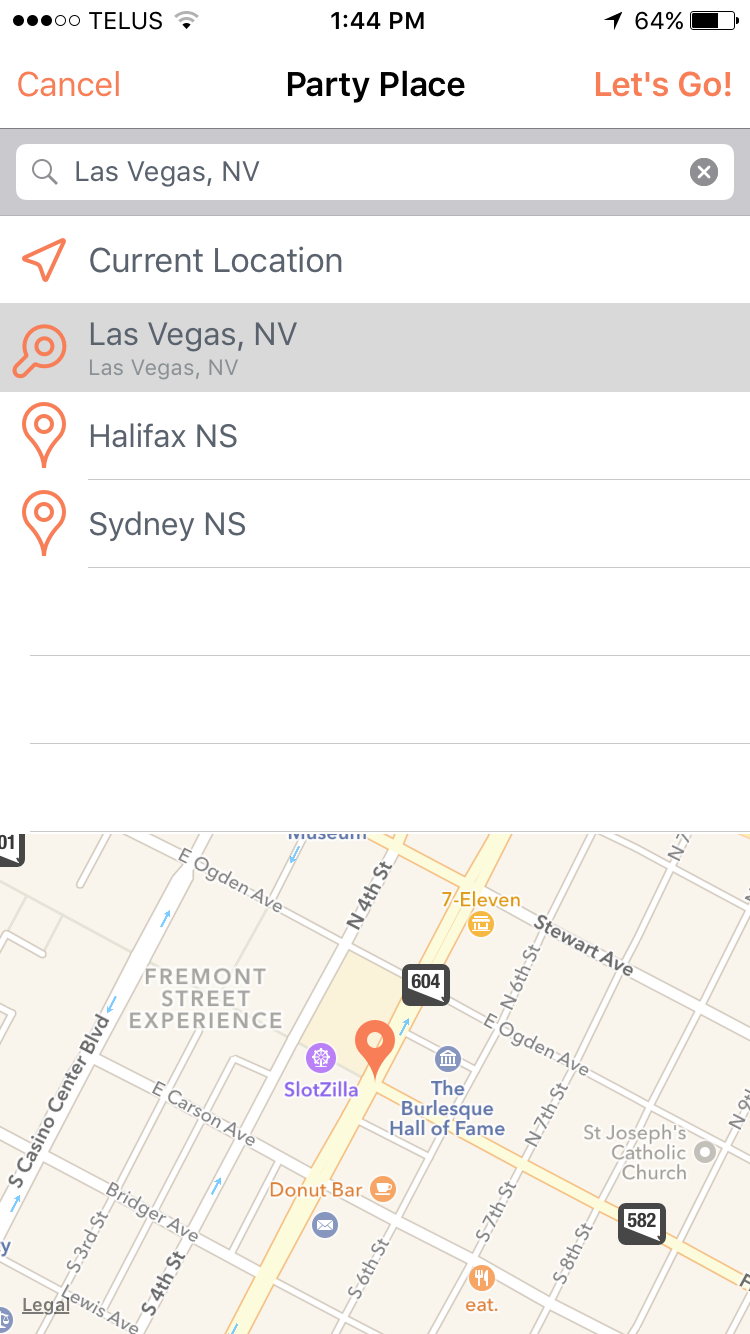 TELUS 1:44 PM 64%
Cancel Party Place Let's Go!
Las Vegas, NV
Current Location
Las Vegas, NV
Las Vegas, NV
Halifax NS
Sydney NS
01
Museum
E Ogden Ave
N 4th St
7-Eleven
Stewart Ave
FREMONT
STREET
EXPERIENCE
604
N 6th St
E Ogden Ave
S Casino Center Blvd
SlotZilla
The
Burlesque
Hall of Fame
E Carson Ave
N 7th St
St Joseph's
Catholic
Church
Donut Bar
Bridger Ave
S 3rd St
S 4th St
S 6th St
S 7th St
S 8th St
582
eat.
Legal
Lewis Ave